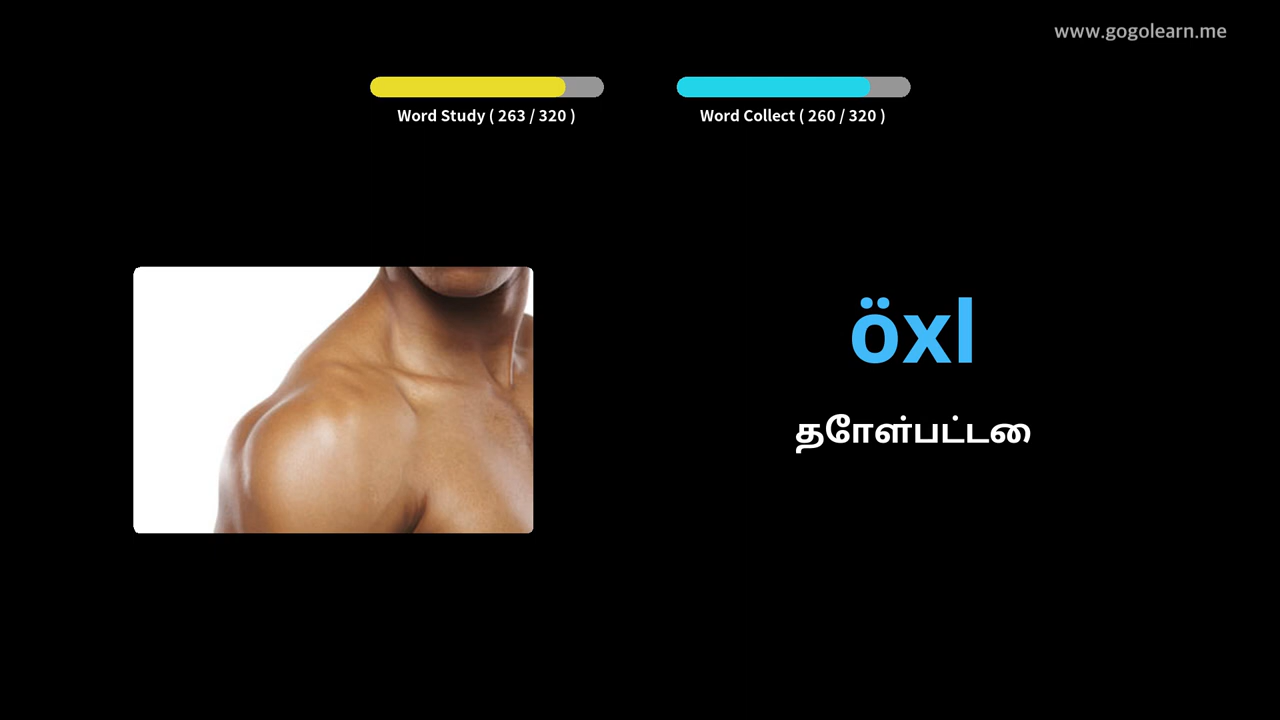 www.gogolearn.me
Word Study ( 263 / 320 )
Word Collect ( 260 / 320 )
öxl
தோள்பட்டை